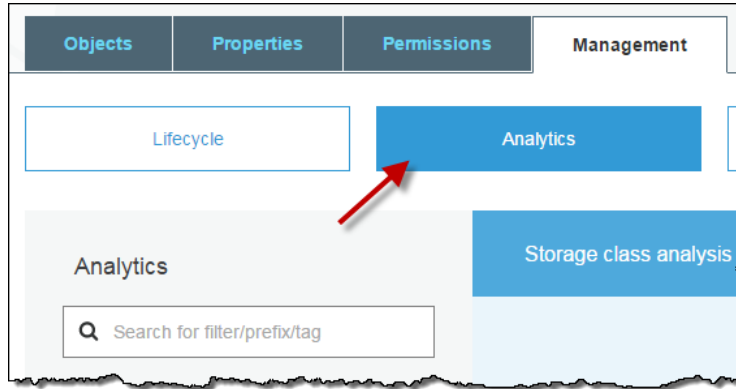 Objects Properties Permissions Management
Lifecycle Analytics
Analytics
Storage class analysis
Search for filter/prefix/tag